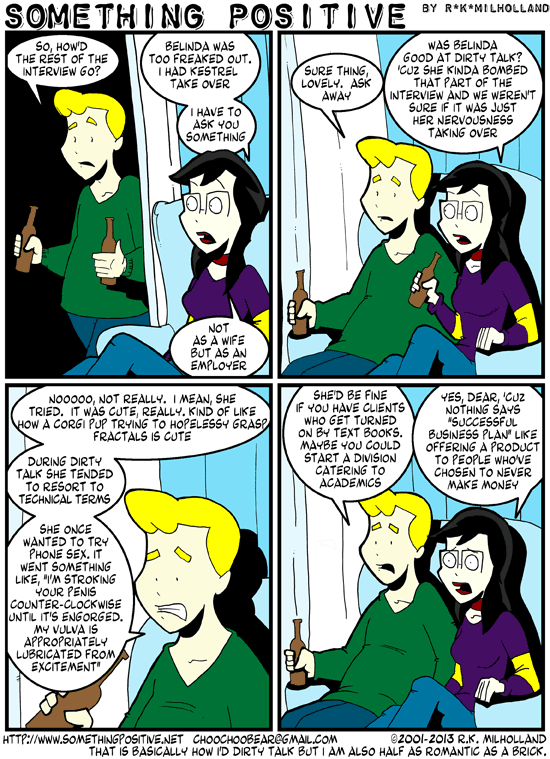 SOMETHING POSITIVE BY R*K*MILHOLLAND
SO, HOW'D
THE REST OF THE
INTERVIEW GO?
BELINDA WAS
TOO FREAKED OUT.
I HAD KESTREL
TAKE OVER
I HAVE TO
ASK YOU
SOMETHING
NOT
AS A WIFE
BUT AS AN
EMPLOYER
SURE THING,
LOVELY. ASK
AWAY
WAS BELINDA
GOOD AT DIRTY TALK?
'CUZ SHE KINDA BOMBED
THAT PART OF THE
INTERVIEW AND WE WEREN'T
SURE IF IT WAS JUST
HER NERVOUSNESS
TAKING OVER
NOOOOO, NOT REALLY. I MEAN, SHE
TRIED. IT WAS CUTE, REALLY. KIND OF LIKE
HOW A CORGI PUP TRYING TO HOPELESSLY GRASP
FRACTALS IS CUTE
DURING DIRTY
TALK SHE TENDED
TO RESORT TO
TECHNICAL TERMS
SHE ONCE
WANTED TO TRY
PHONE SEX. IT
WENT SOMETHING
LIKE, "I'M STROKING
YOUR PENIS
COUNTER-CLOCKWISE
UNTIL IT'S ENGORGED.
MY VULVA IS
APPROPRIATELY
LUBRICATED FROM
EXCITEMENT"
SHE'D BE FINE
IF YOU HAVE CLIENTS
WHO GET TURNED
ON BY TEXT BOOKS.
MAYBE YOU COULD
START A DIVISION
CATERING TO
ACADEMICS
YES, DEAR, 'CUZ
NOTHING SAYS
"SUCCESSFUL
BUSINESS PLAN" LIKE
OFFERING A PRODUCT
TO PEOPLE WHO'VE
CHOSEN TO NEVER
MAKE MONEY
HTTP://WWW.SOMETHINGPOSITIVE.NET CHOOCHOOBEAR@GMAIL.COM ©2001-2013 R.K. MILHOLLAND
THAT IS BASICALLY HOW I'D DIRTY TALK BUT I AM ALSO HALF AS ROMANTIC AS A BRICK.